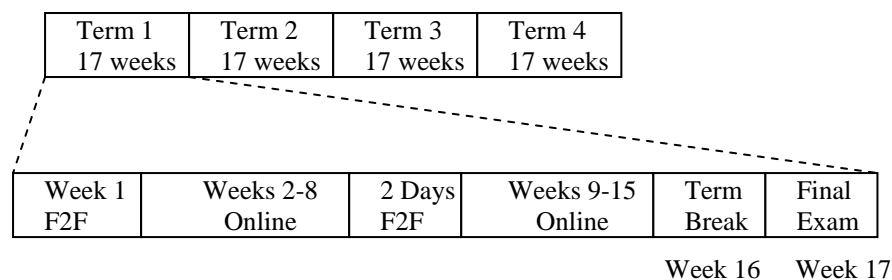 Term 1 Term 2 Term 3 Term 4
17 weeks 17 weeks 17 weeks 17 weeks
Week 1 Weeks 2-8 2 Days Weeks 9-15 Term Final
F2F Online F2F Online Break Exam
Week 16 Week 17